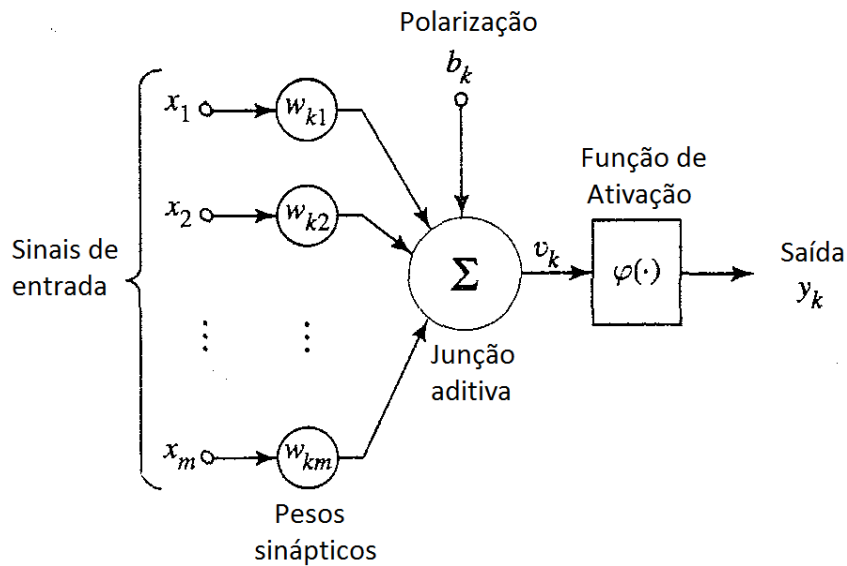 Polarização
b_k
x_1
w_k1
Função de
Ativação
x_2
w_k2
Sinais de
entrada
Σ
v_k
φ(·)
Saída
y_k
Junção
aditiva
x_m
w_km
Pesos
sinápticos